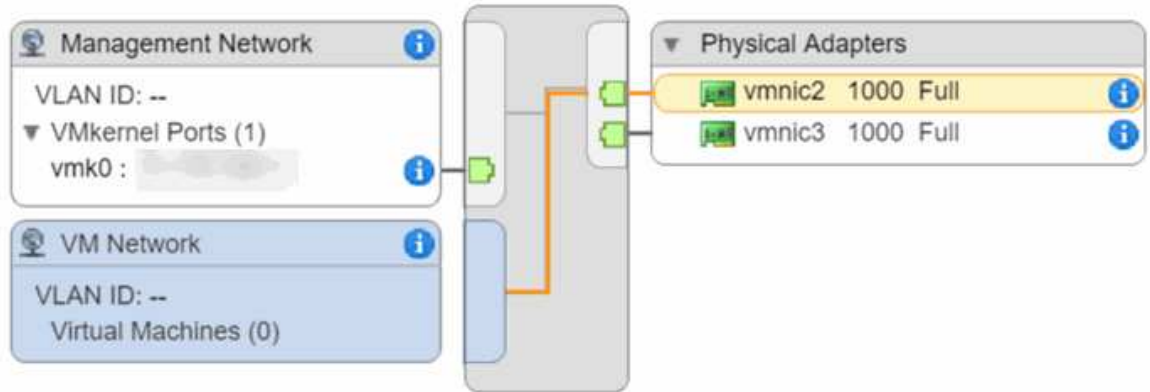 Management Network
VLAN ID: --
VMkernel Ports (1)
vmk0 :
VM Network
VLAN ID: --
Virtual Machines (0)
Physical Adapters
vmnic2 1000 Full
vmnic3 1000 Full